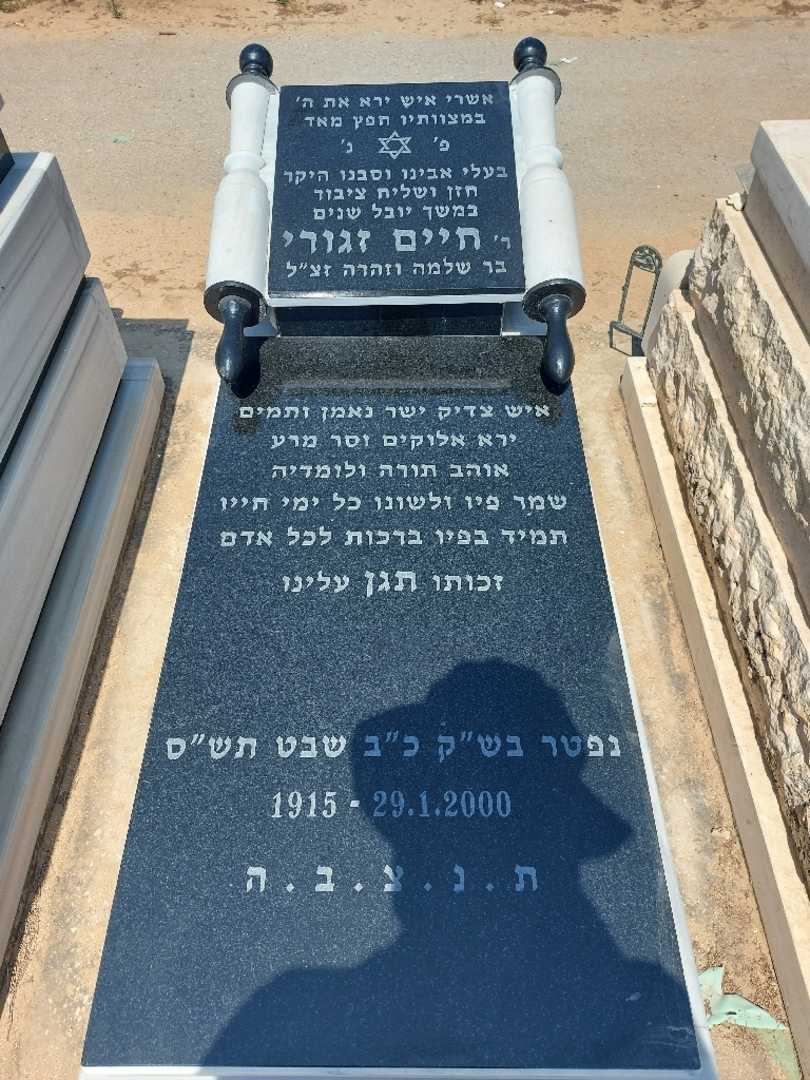 אשרי איש ירא את ה'
במצוותיו חפץ מאד
פ' נ'
בעלי אבינו וסבנו היקר
חזן ושליח ציבור
במשך יובל שנים
ר' חיים זגורי
בר שלמה וזהרה זצ"ל
איש צדיק ישר נאמן ותמים
ירא אלוקים וסר מרע
אוהב תורה ולומדיה
שמר פיו ולשונו כל ימי חייו
תמיד בפיו ברכות לכל אדם
זכותו תגן עלינו
נפטר בש"ק כ"ב שבט תש"ס
1915 - 29.1.2000
ת . נ . צ . ב . ה